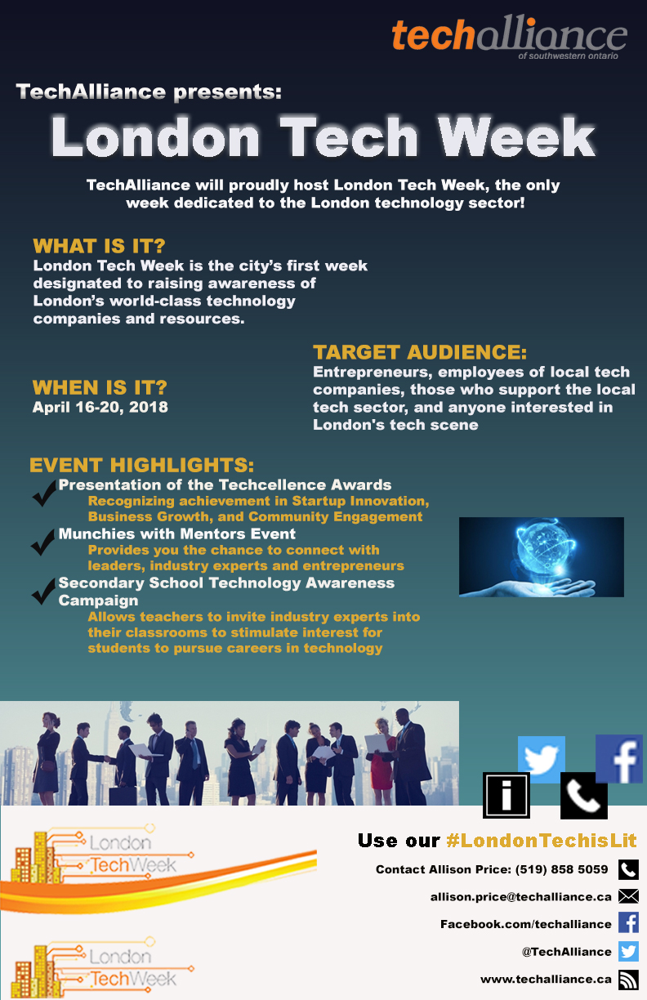 techalliance
of southwestern ontario
TechAlliance presents:
London Tech Week
TechAlliance will proudly host London Tech Week, the only
week dedicated to the London technology sector!
WHAT IS IT?
London Tech Week is the city's first week
designated to raising awareness of
London's world-class technology
companies and resources.
TARGET AUDIENCE:
Entrepreneurs, employees of local tech
companies, those who support the local
tech sector, and anyone interested in
London's tech scene
WHEN IS IT?
April 16-20, 2018
EVENT HIGHLIGHTS:
Presentation of the Techcellence Awards
Recognizing achievement in Startup Innovation,
Business Growth, and Community Engagement
Munchies with Mentors Event
Provides you the chance to connect with
leaders, industry experts and entrepreneurs
Secondary School Technology Awareness
Campaign
Allows teachers to invite industry experts into
their classrooms to stimulate interest for
students to pursue careers in technology
London
TechWeek
London
TechWeek
Use our #LondonTechisLit
Contact Allison Price: (519) 858 5059
allison.price@techalliance.ca
Facebook.com/techalliance
@TechAlliance
www.techalliance.ca